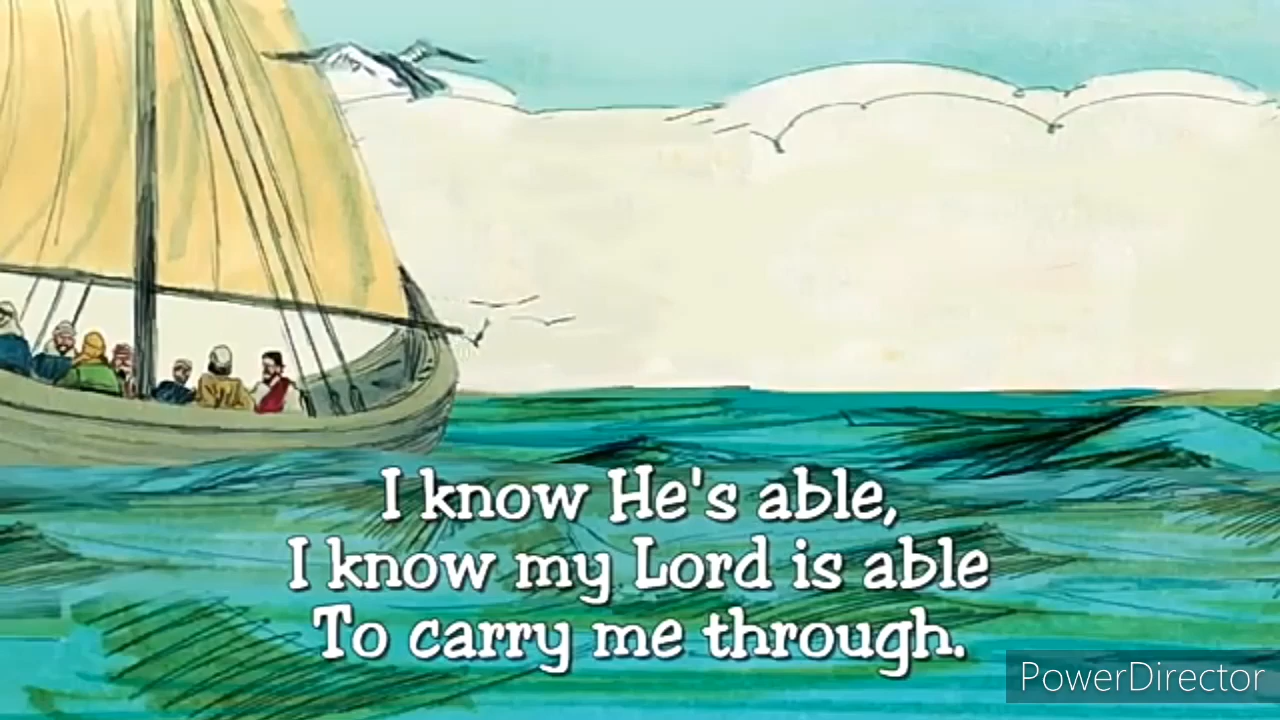 I know He's able,
I know my Lord is able
To carry me through.
PowerDirector